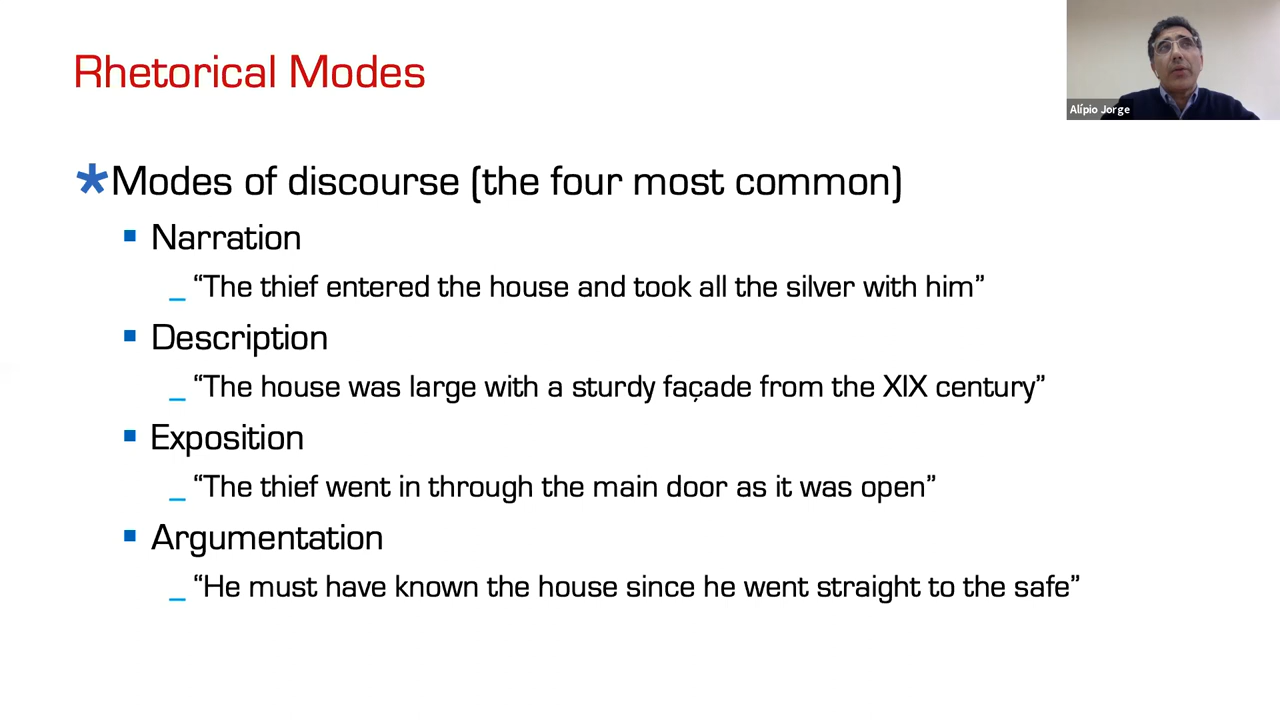 Rhetorical Modes
Alípio Jorge
*Modes of discourse (the four most common)
▪ Narration
_ “The thief entered the house and took all the silver with him”
▪ Description
_ “The house was large with a sturdy façade from the XIX century”
▪ Exposition
_ “The thief went in through the main door as it was open”
▪ Argumentation
_ “He must have known the house since he went straight to the safe”